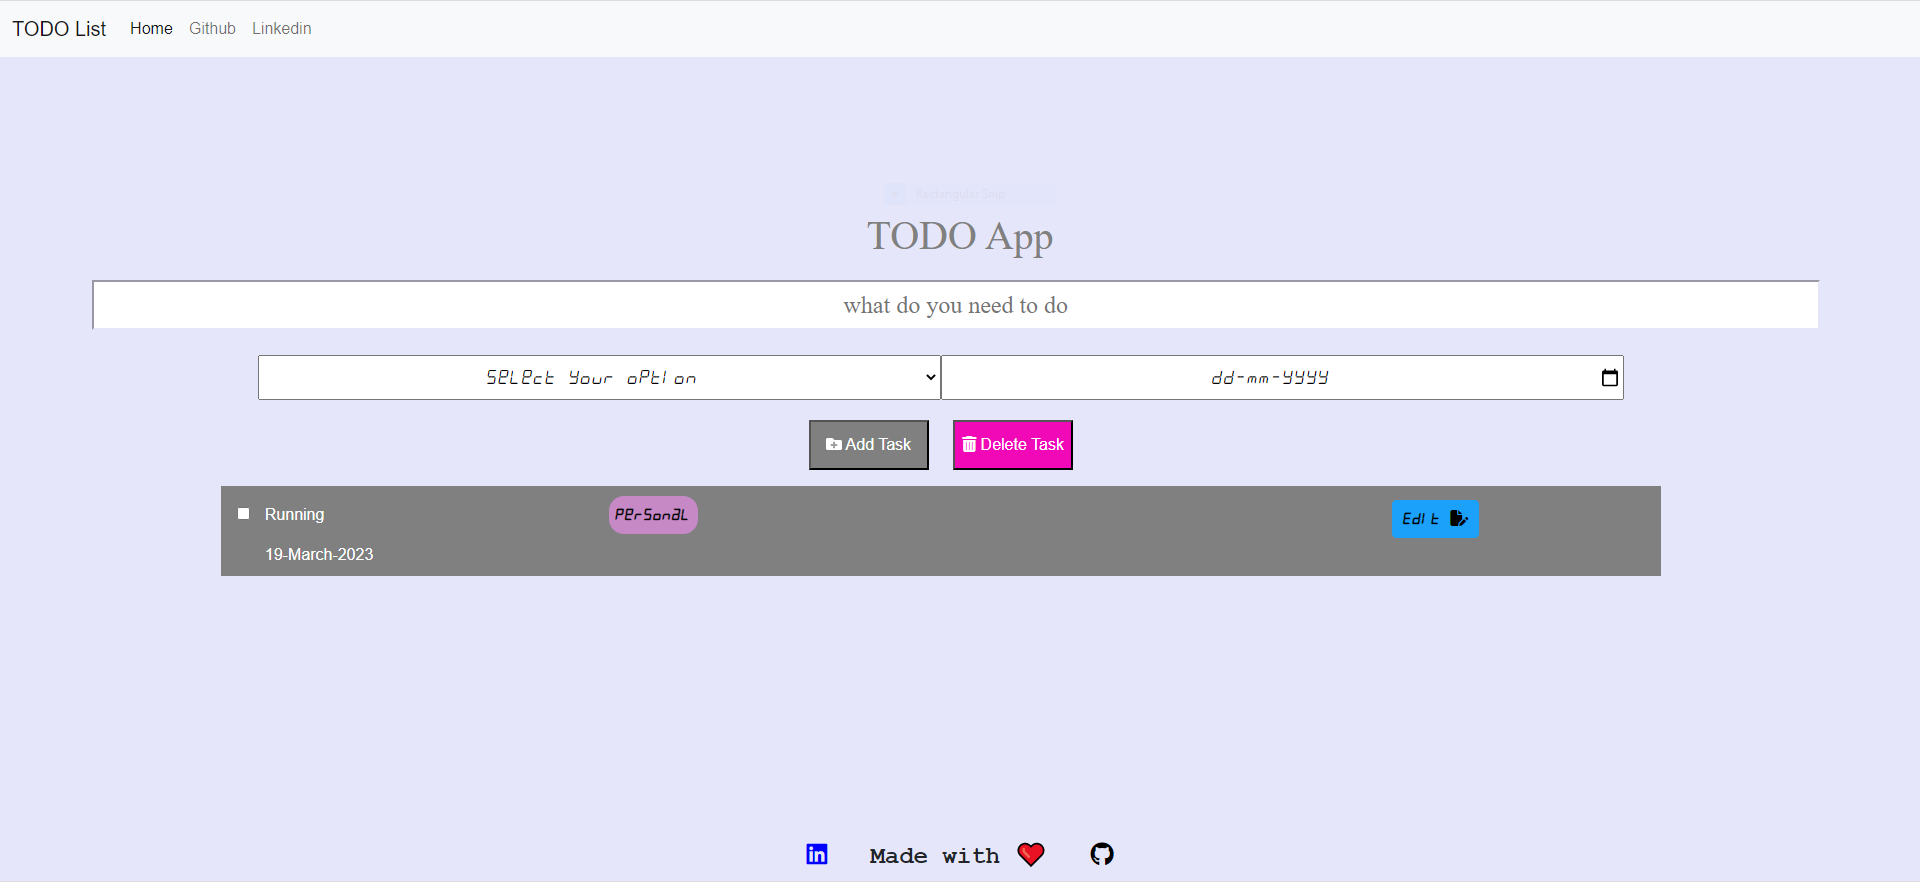 TODO List Home Github Linkedin
Rectangular Snip
TODO App
what do you need to do
Select your option dd-mm-yyyy
Add Task Delete Task
Running Personal Edit
19-March-2023
in Made with